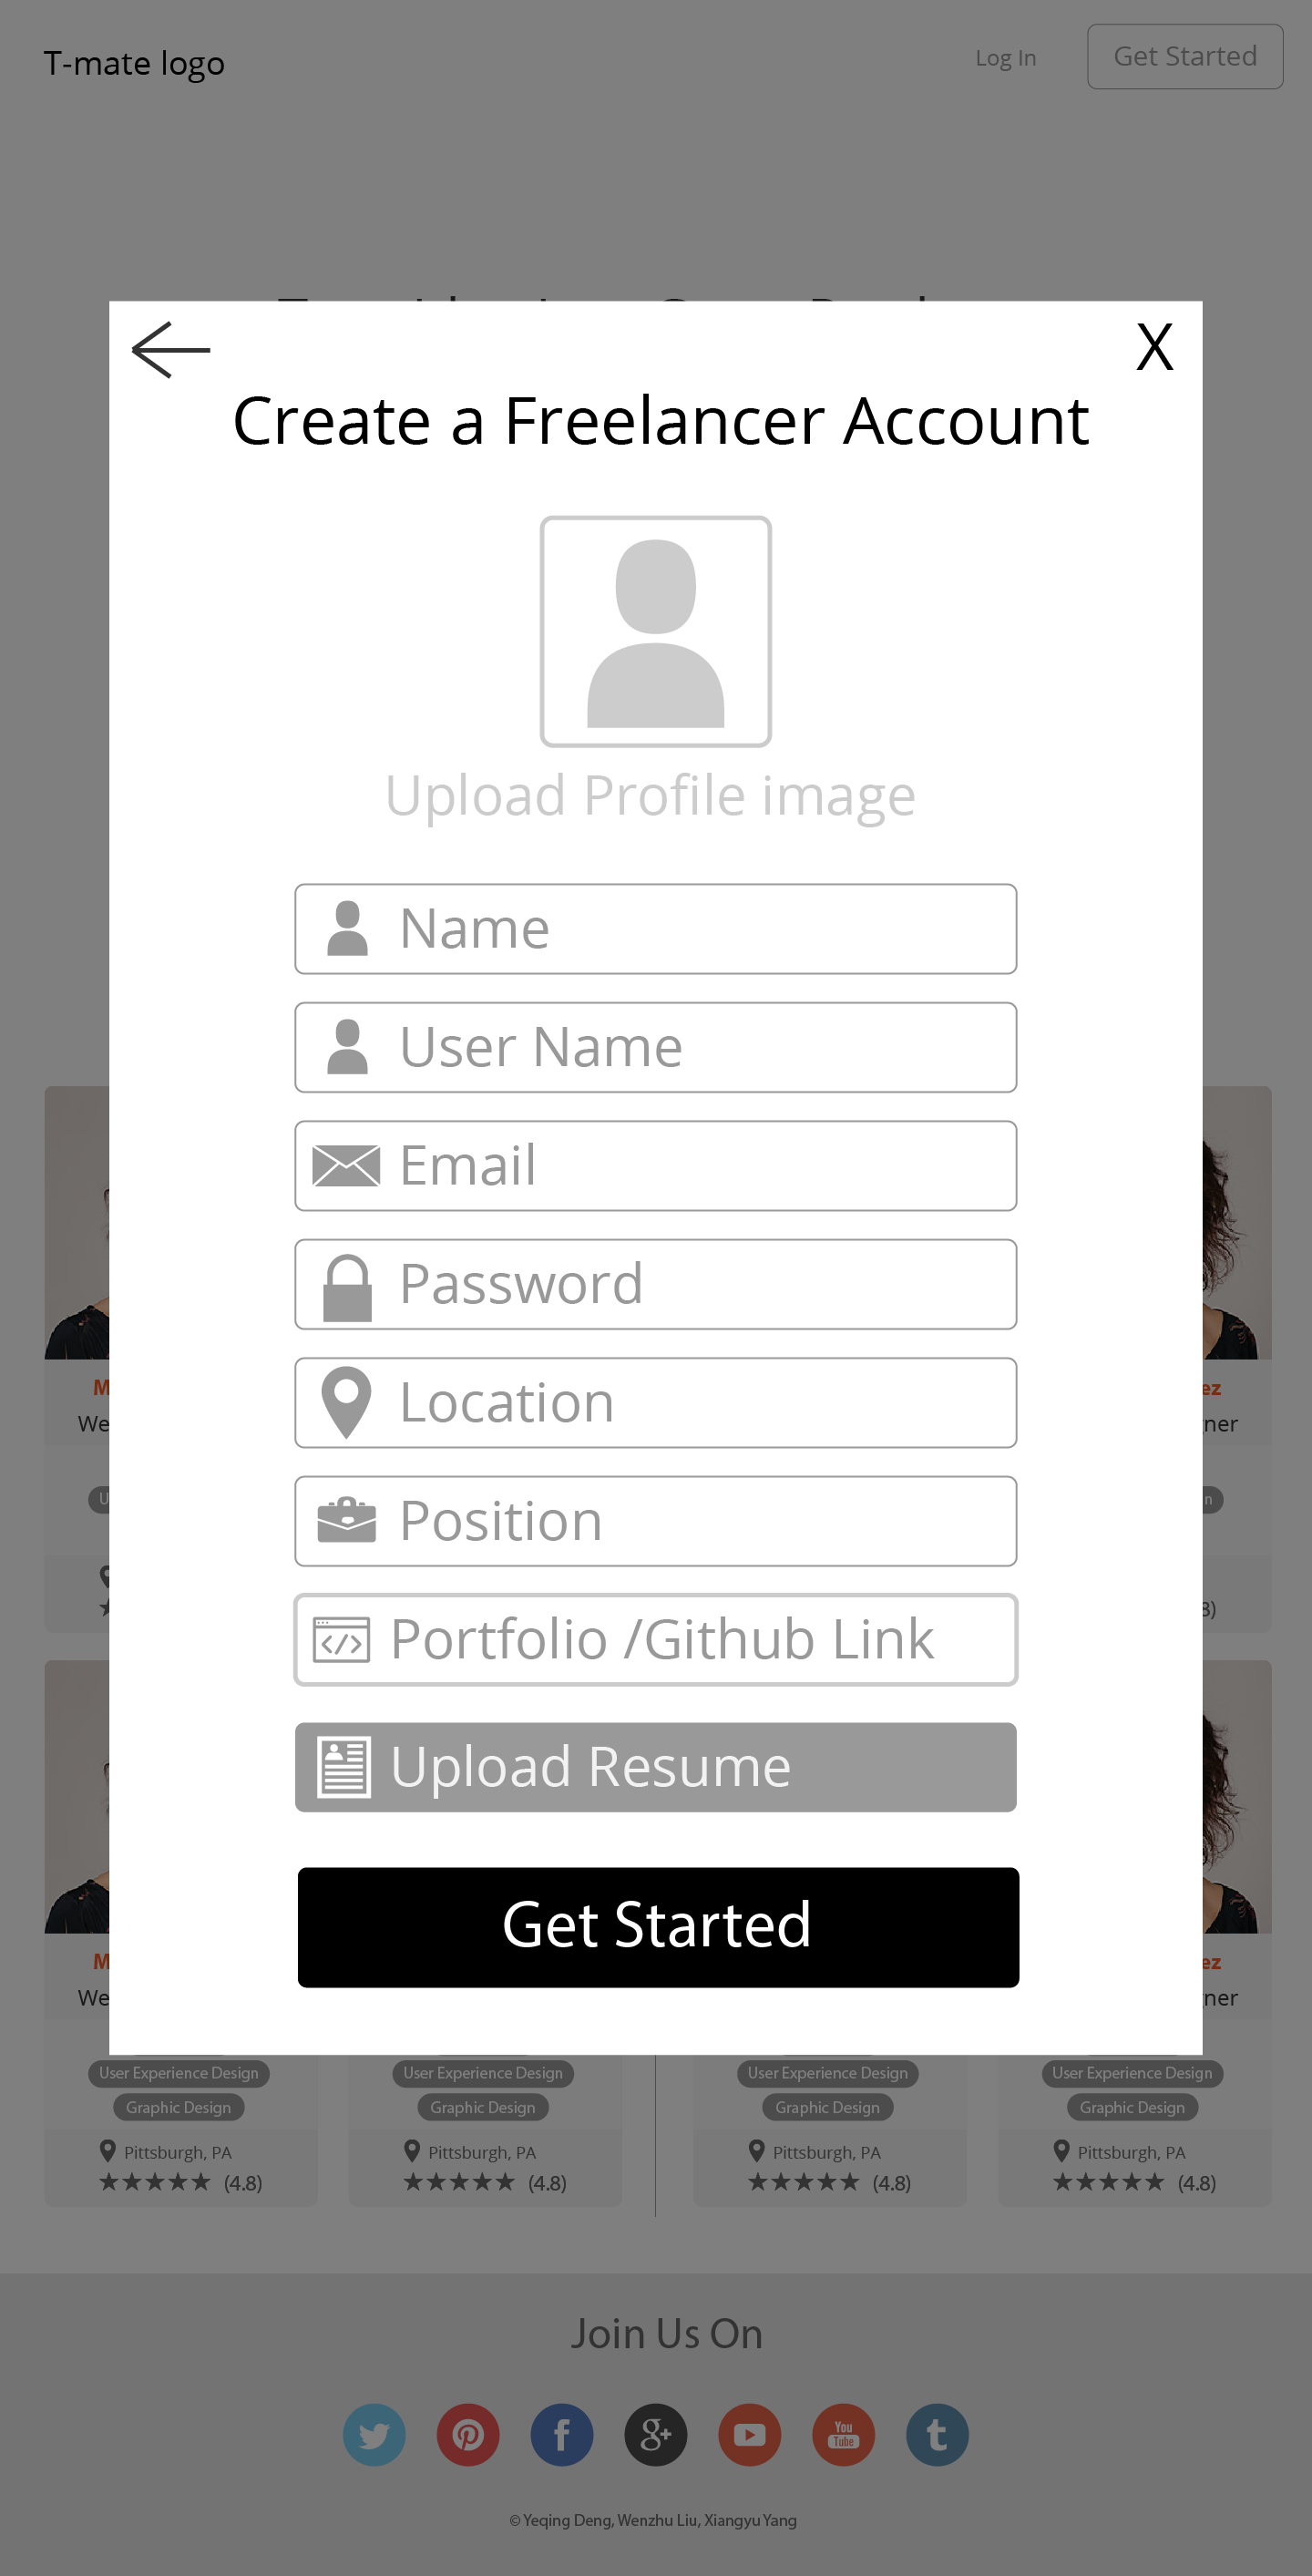 T-mate logo
Log In
Get Started
X
Create a Freelancer Account
Upload Profile image
Name
User Name
Email
Password
Location
Position
Portfolio /Github Link
</>
Upload Resume
Get Started
User Experience Design User Experience Design User Experience Design User Experience Design
Graphic Design Graphic Design Graphic Design Graphic Design
Pittsburgh, PA Pittsburgh, PA Pittsburgh, PA Pittsburgh, PA
(4.8) (4.8) (4.8) (4.8)
Join Us On
You
Tube
© Yeqing Deng, Wenzhu Liu, Xiangyu Yang